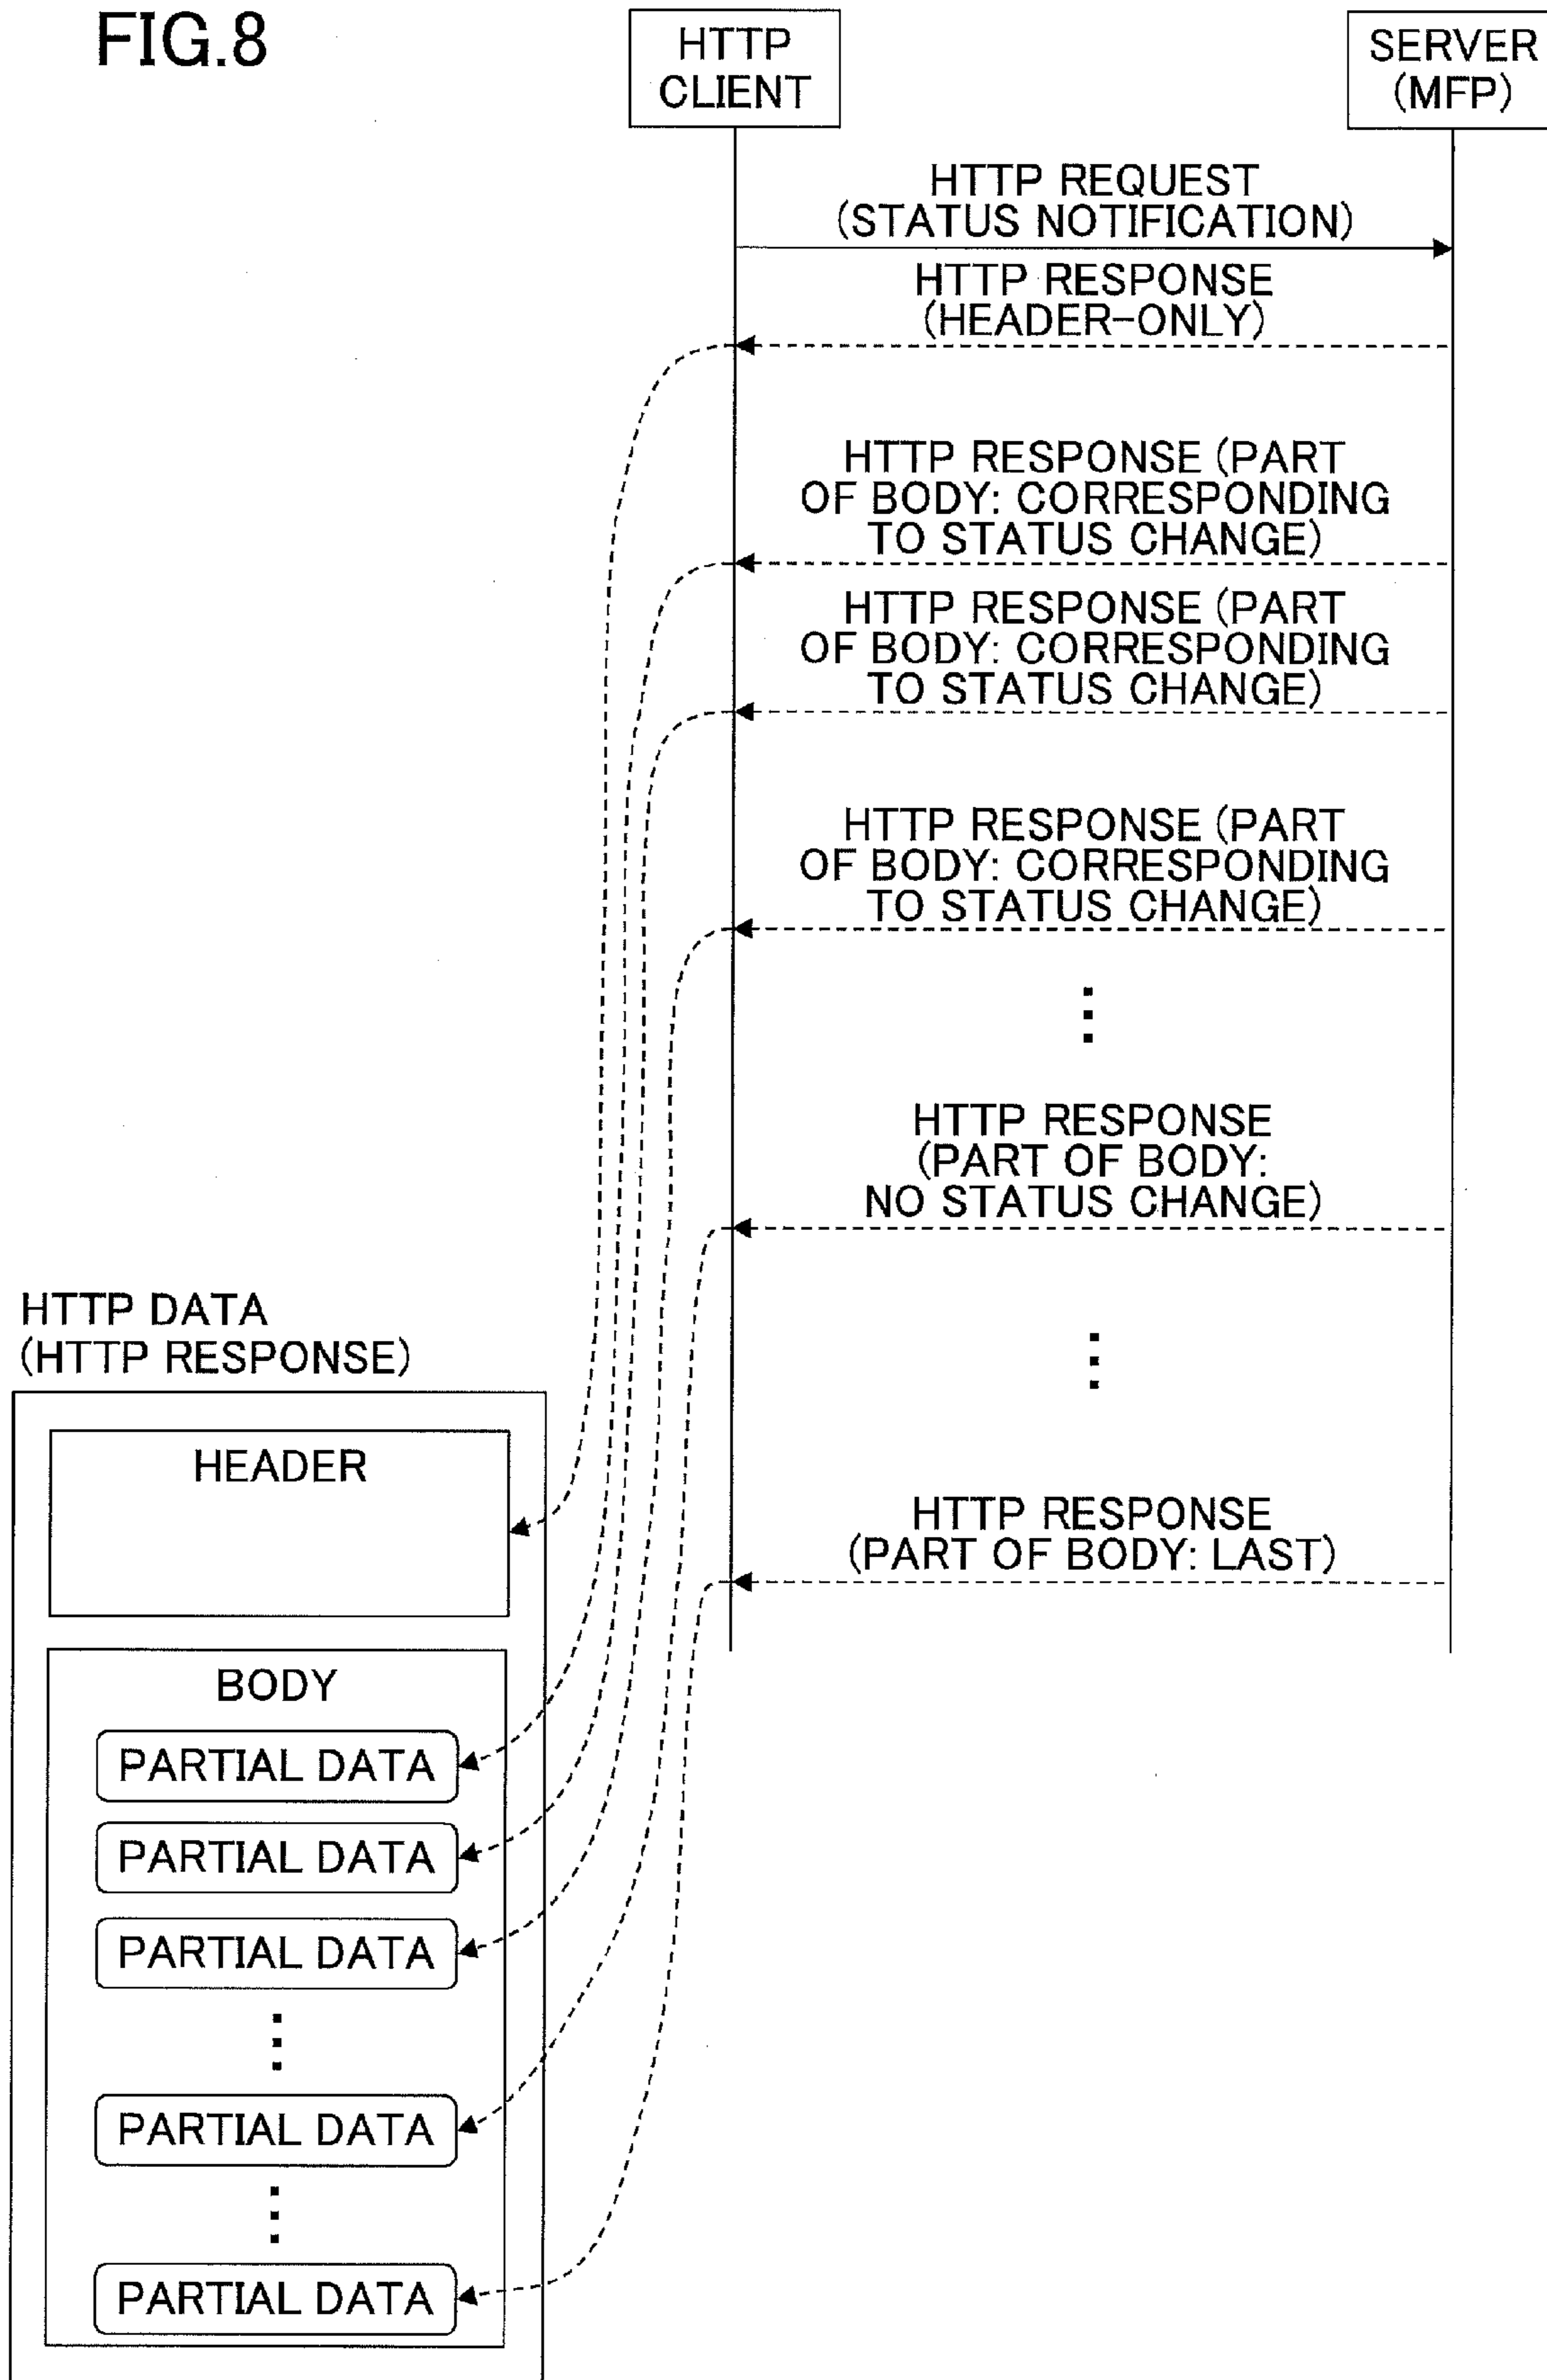 FIG.8
HTTP
CLIENT
SERVER
(MFP)
HTTP REQUEST
(STATUS NOTIFICATION)
HTTP RESPONSE
(HEADER-ONLY)
HTTP RESPONSE (PART
OF BODY: CORRESPONDING
TO STATUS CHANGE)
HTTP RESPONSE (PART
OF BODY: CORRESPONDING
TO STATUS CHANGE)
HTTP RESPONSE (PART
OF BODY: CORRESPONDING
TO STATUS CHANGE)
HTTP RESPONSE
(PART OF BODY:
NO STATUS CHANGE)
HTTP RESPONSE
(PART OF BODY: LAST)
HTTP DATA
(HTTP RESPONSE)
HEADER
BODY
PARTIAL DATA
PARTIAL DATA
PARTIAL DATA
PARTIAL DATA
PARTIAL DATA